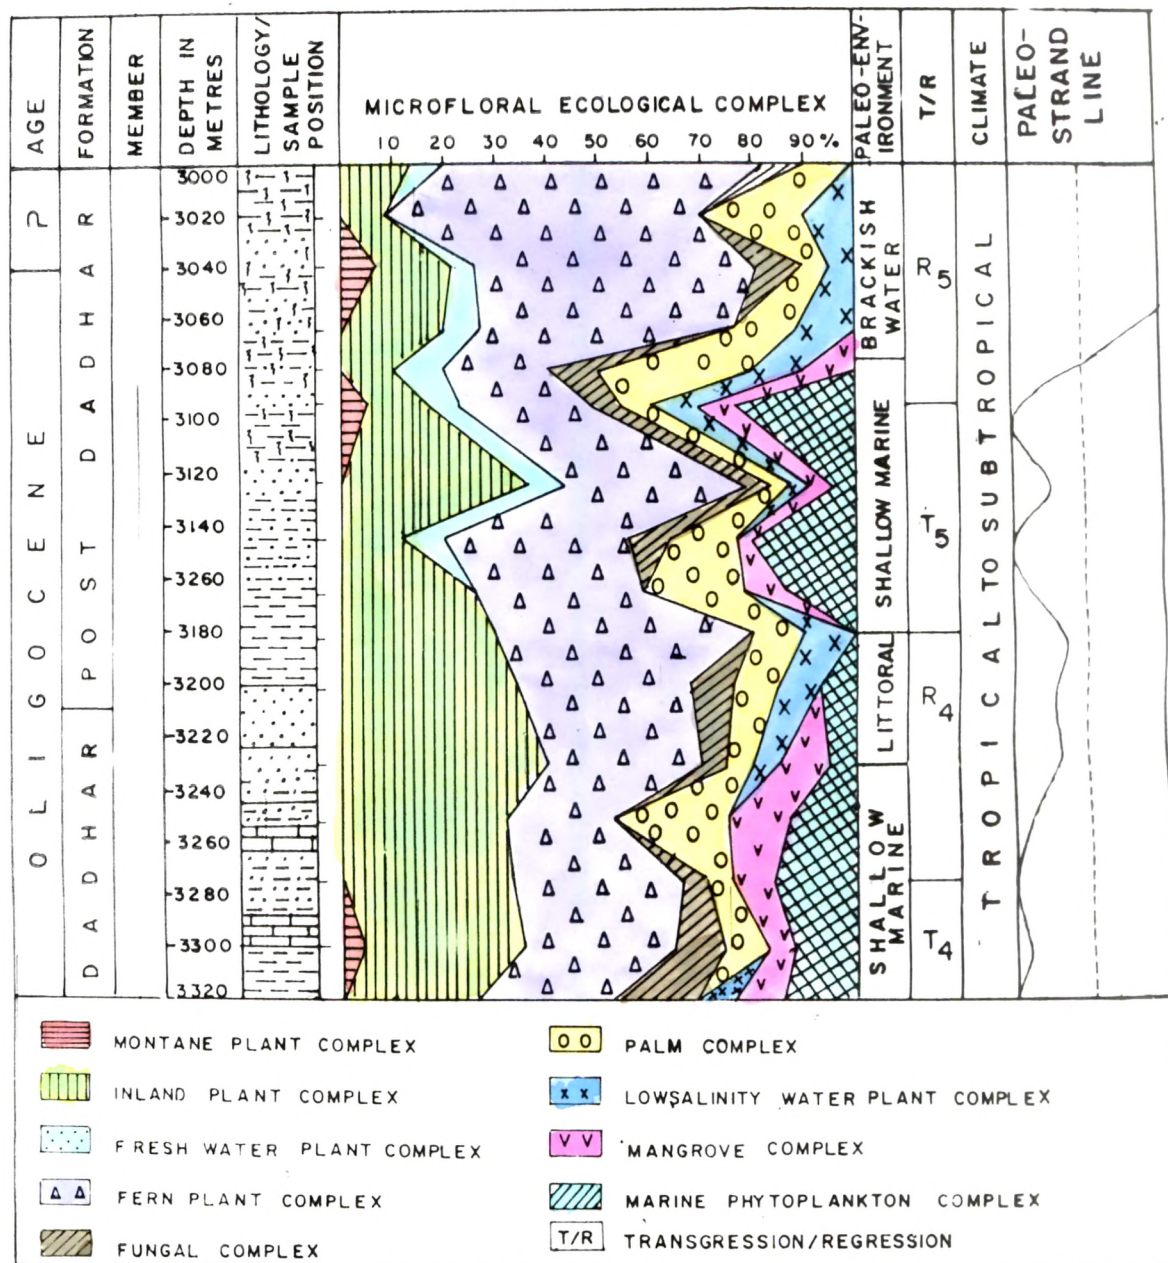 AGE
FORMATION
MEMBER
DEPTH IN METRES
LITHOLOGY/ SAMPLE POSITION
MICROFLORAL ECOLOGICAL COMPLEX
10 20 30 40 50 60 70 80 90 %
PALEO-ENV-IRONMENT
T/R
CLIMATE
PALEO-STRAND LINE
?
OLIGOCENE
POST DADHAR
DADHAR
3000
3020
3040
3060
3080
3100
3120
3140
3260
3180
3200
3220
3240
3260
3280
3300
3320
BRACKISH WATER
SHALLOW MARINE
LITTORAL
SHALLOW MARINE
R5
T5
R4
T4
TROPICAL TO SUBTROPICAL
MONTANE PLANT COMPLEX
INLAND PLANT COMPLEX
FRESH WATER PLANT COMPLEX
FERN PLANT COMPLEX
FUNGAL COMPLEX
PALM COMPLEX
LOWSALINITY WATER PLANT COMPLEX
MANGROVE COMPLEX
MARINE PHYTOPLANKTON COMPLEX
T/R TRANSGRESSION/REGRESSION